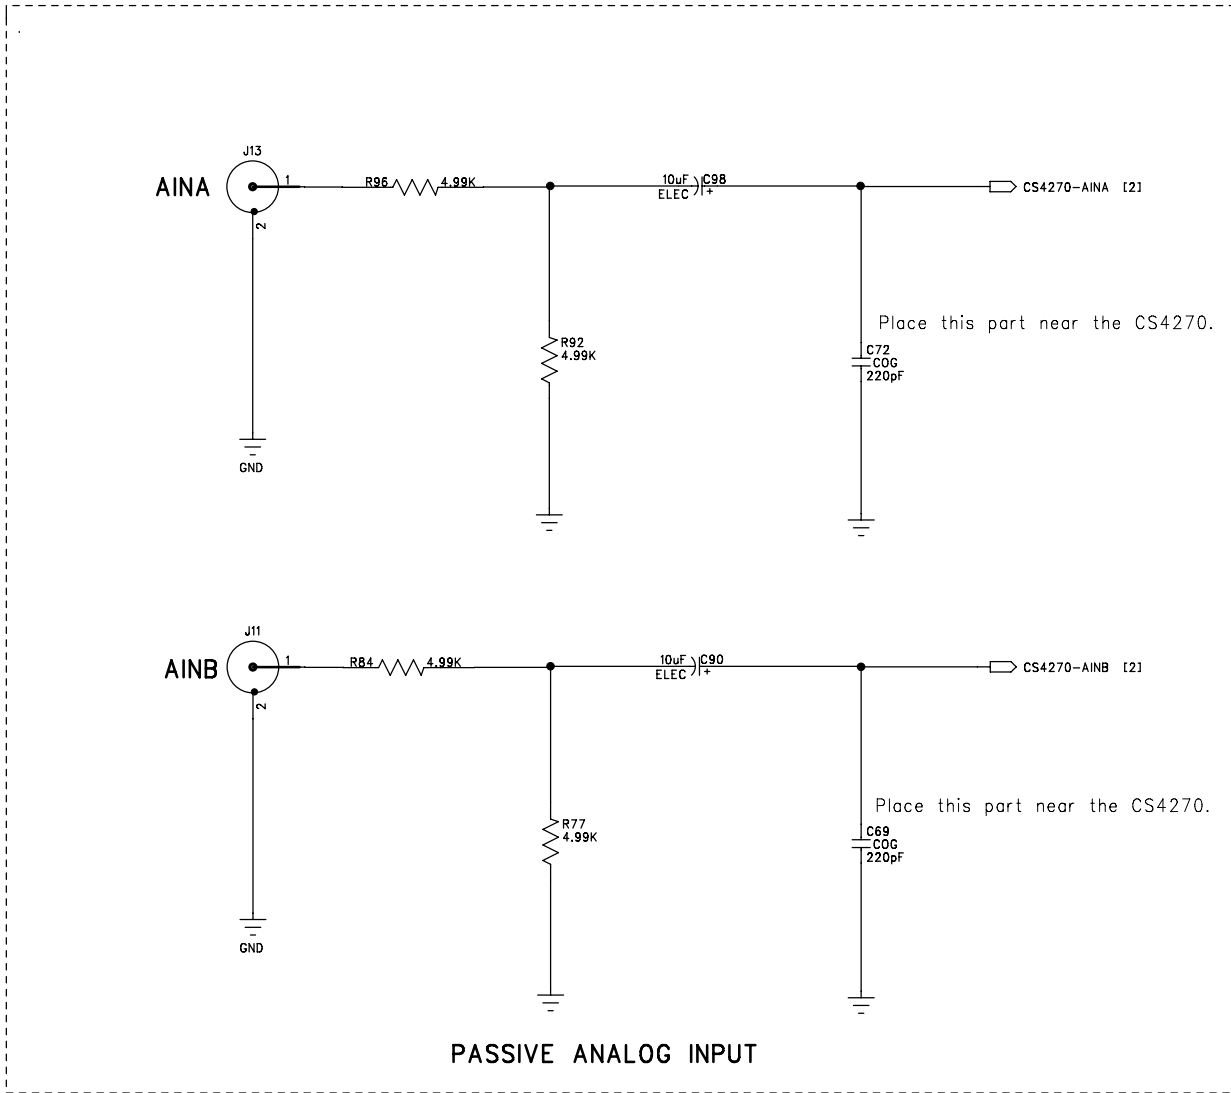 J13
AINA
1
2
R96
4.99K
10uF
C98
ELEC
+
CS4270-AINA [2]
Place this part near the CS4270.
R92
4.99K
C72
COG
220pF
GND
J11
AINB
1
2
R84
4.99K
10uF
C90
ELEC
+
CS4270-AINB [2]
Place this part near the CS4270.
R77
4.99K
C69
COG
220pF
GND
PASSIVE ANALOG INPUT